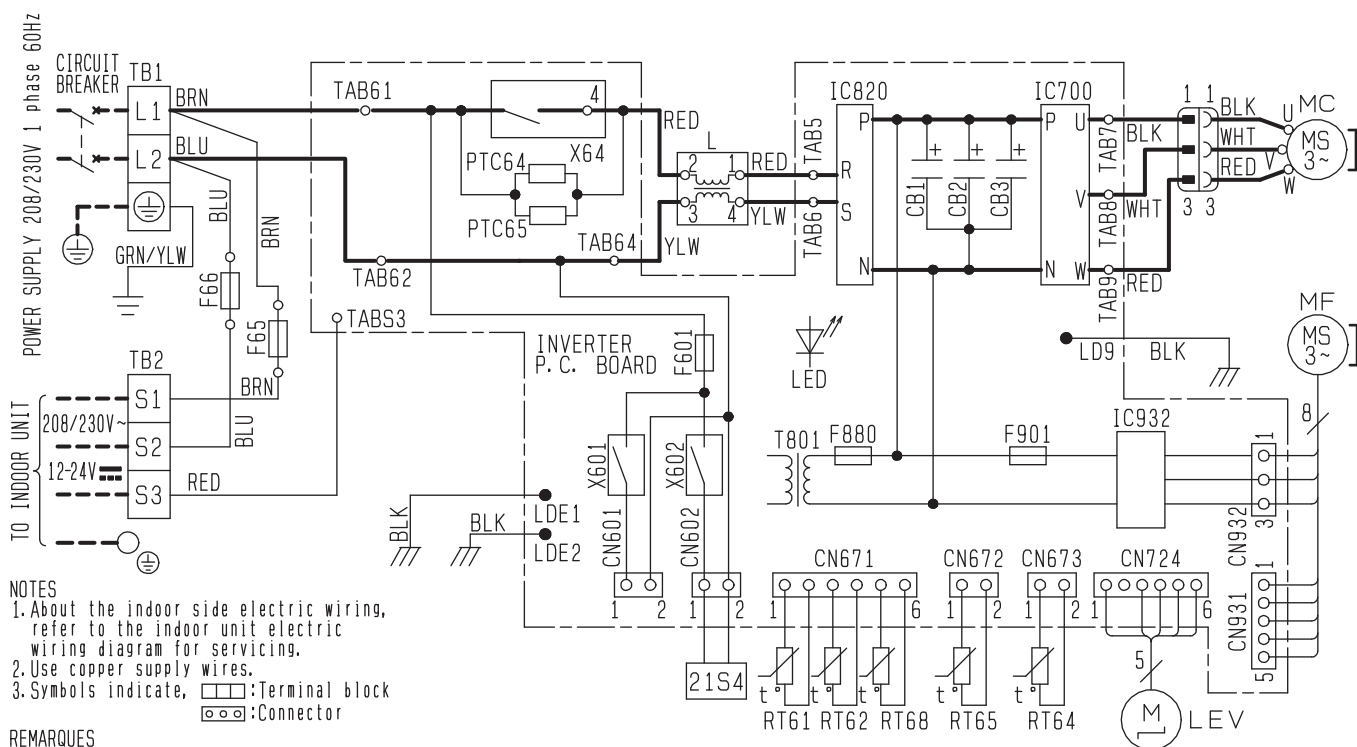 POWER SUPPLY 208/230V 1 phase 60Hz
CIRCUIT
BREAKER
TB1
L1
BRN
L2
BLU
GRN/YLW
BLU
BRN
F66
F65
TAB61
4
X64
PTC64
PTC65
TAB62
TAB64
RED
YLW
L
2 1
3 4
RED
YLW
TAB5
TAB6
IC820
P
R
S
N
+ + +
CB1
CB2
CB3
IC700
P U
V
N W
TAB7
TAB8
TAB9
BLK
WHT
RED
1 1
3 3
BLK
WHT
RED
U
V
W
MC
MS
3~
TABS3
INVERTER
P.C. BOARD
F601
LED
LD9 BLK
MF
MS
3~
8
TO INDOOR UNIT
TB2
S1
BRN
208/230V~
S2
BLU
12-24V
S3
RED
BLK
BLK
LDE1
LDE2
X601
X602
CN601
CN602
1 2
1 2
21S4
T801
F880
F901
IC932
1
3
CN932
CN671
1 6
CN672
1 2
CN673
1 2
CN724
1 6
CN931
1
5
t°
t°
t°
t°
t°
RT61
RT62
RT68
RT65
RT64
5
M
LEV
NOTES
1. About the indoor side electric wiring,
refer to the indoor unit electric
wiring diagram for servicing.
2. Use copper supply wires.
3. Symbols indicate, :Terminal block
:Connector
REMARQUES